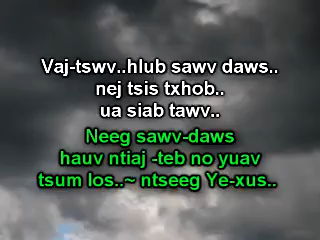 Vaj-tswv..hlub sawv daws..
nej tsis txhob..
ua siab tawv..
Neeg sawv-daws
hauv ntiaj -teb no yuav
tsum los..~ ntseeg Ye-xus..